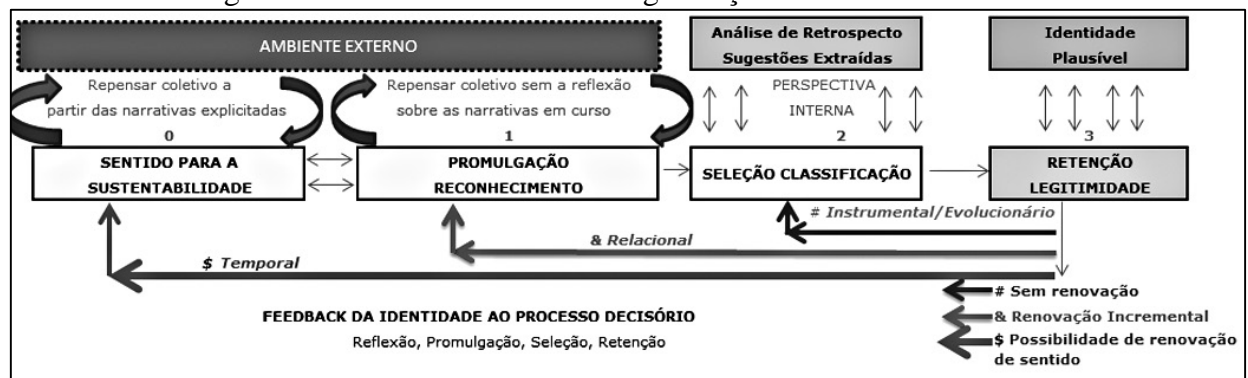 AMBIENTE EXTERNO
Análise de Retrospecto
Sugestões Extraídas
Identidade
Plausível
Repensar coletivo a
partir das narrativas explicitadas
0
Repensar coletivo sem a reflexão
sobre as narrativas em curso
1
PERSPECTIVA
INTERNA
2
3
SENTIDO PARA A
SUSTENTABILIDADE
PROMULGAÇÃO
RECONHECIMENTO
SELEÇÃO CLASSIFICAÇÃO
RETENÇÃO
LEGITIMIDADE
# Instrumental/Evolucionário
& Relacional
$ Temporal
# Sem renovação
& Renovação Incremental
$ Possibilidade de renovação
de sentido
FEEDBACK DA IDENTIDADE AO PROCESSO DECISÓRIO
Reflexão, Promulgação, Seleção, Retenção